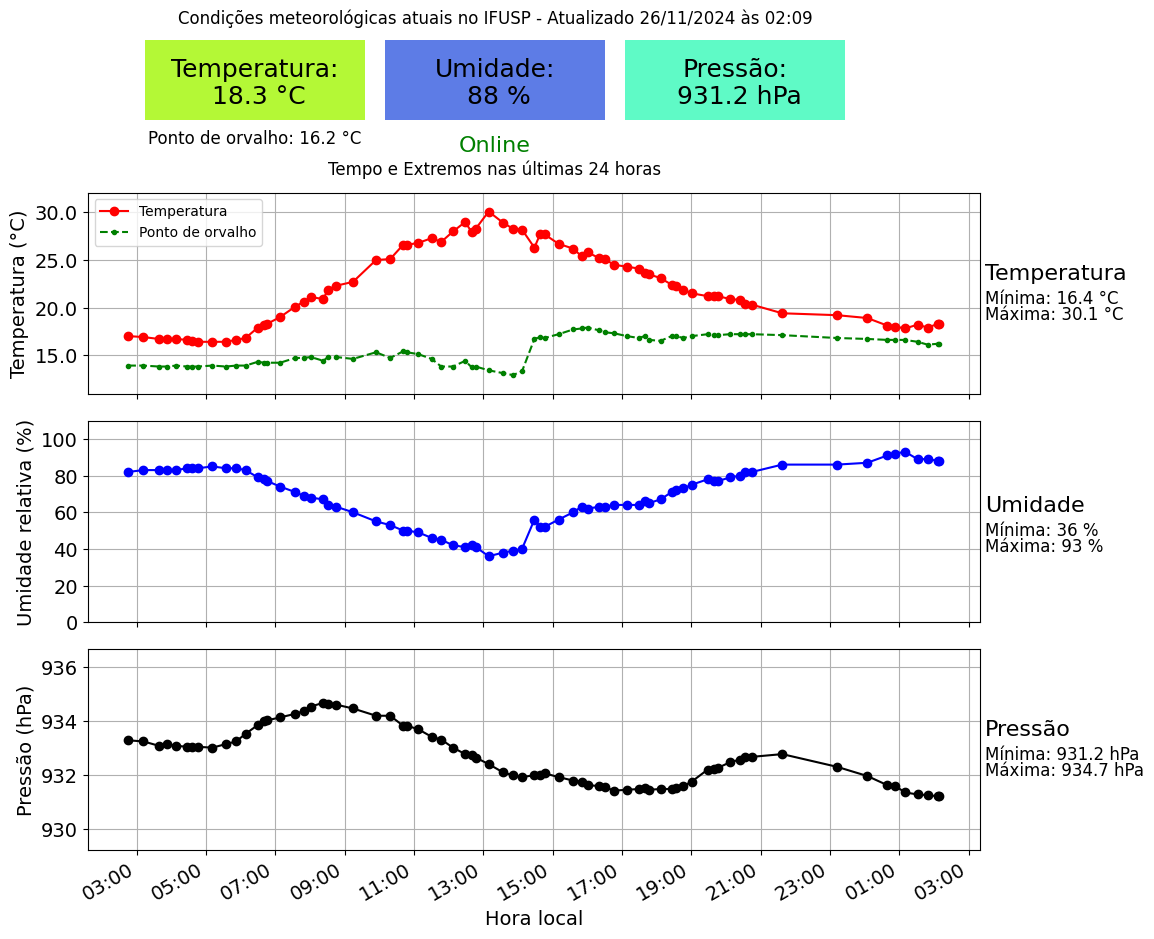 Condições meteorológicas atuais no IFUSP - Atualizado 26/11/2024 às 02:09
Temperatura:
18.3 °C
Umidade:
88 %
Pressão:
931.2 hPa
Ponto de orvalho: 16.2 °C
Online
Tempo e Extremos nas últimas 24 horas
Temperatura (°C)
30.0
25.0
20.0
15.0
Temperatura
Ponto de orvalho
Temperatura
Mínima: 16.4 °C
Máxima: 30.1 °C
Umidade relativa (%)
100
80
60
40
20
0
Umidade
Mínima: 36 %
Máxima: 93 %
Pressão (hPa)
936
934
932
930
Pressão
Mínima: 931.2 hPa
Máxima: 934.7 hPa
03:00 05:00 07:00 09:00 11:00 13:00 15:00 17:00 19:00 21:00 23:00 01:00 03:00
Hora local